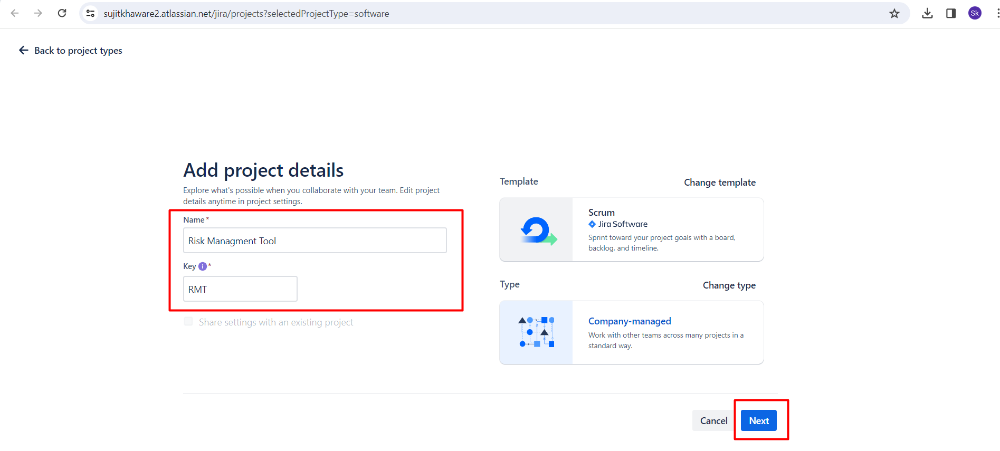 sujitkhaware2.atlassian.net/jira/projects?selectedProjectType=software
Sk
Back to project types
Add project details
Explore what's possible when you collaborate with your team. Edit project
details anytime in project settings.
Name*
Risk Managment Tool
Key i *
RMT
Share settings with an existing project
Template
Change template
Scrum
Jira Software
Sprint toward your project goals with a board,
backlog, and timeline.
Type
Change type
Company-managed
Work with other teams across many projects in a
standard way.
Cancel
Next